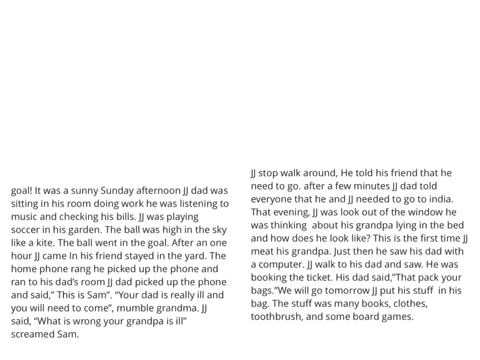 goal! It was a sunny Sunday afternoon JJ dad was
sitting in his room doing work he was listening to
music and checking his bills. JJ was playing
soccer in his garden. The ball was high in the sky
like a kite. The ball went in the goal. After an one
hour JJ came In his friend stayed in the yard. The
home phone rang he picked up the phone and
ran to his dad's room JJ dad picked up the phone
and said,“ This is Sam”. “Your dad is really ill and
you will need to come”, mumble grandma. JJ
said, “What is wrong your grandpa is ill”
screamed Sam.
JJ stop walk around, He told his friend that he
need to go. after a few minutes JJ dad told
everyone that he and JJ needed to go to india.
That evening, JJ was look out of the window he
was thinking  about his grandpa lying in the bed
and how does he look like? This is the first time JJ
meat his grandpa. Just then he saw his dad with
a computer. JJ walk to his dad and saw. He was
booking the ticket. His dad said,“That pack your
bags.”We will go tomorrow JJ put his stuff  in his
bag. The stuff was many books, clothes,
toothbrush, and some board games.